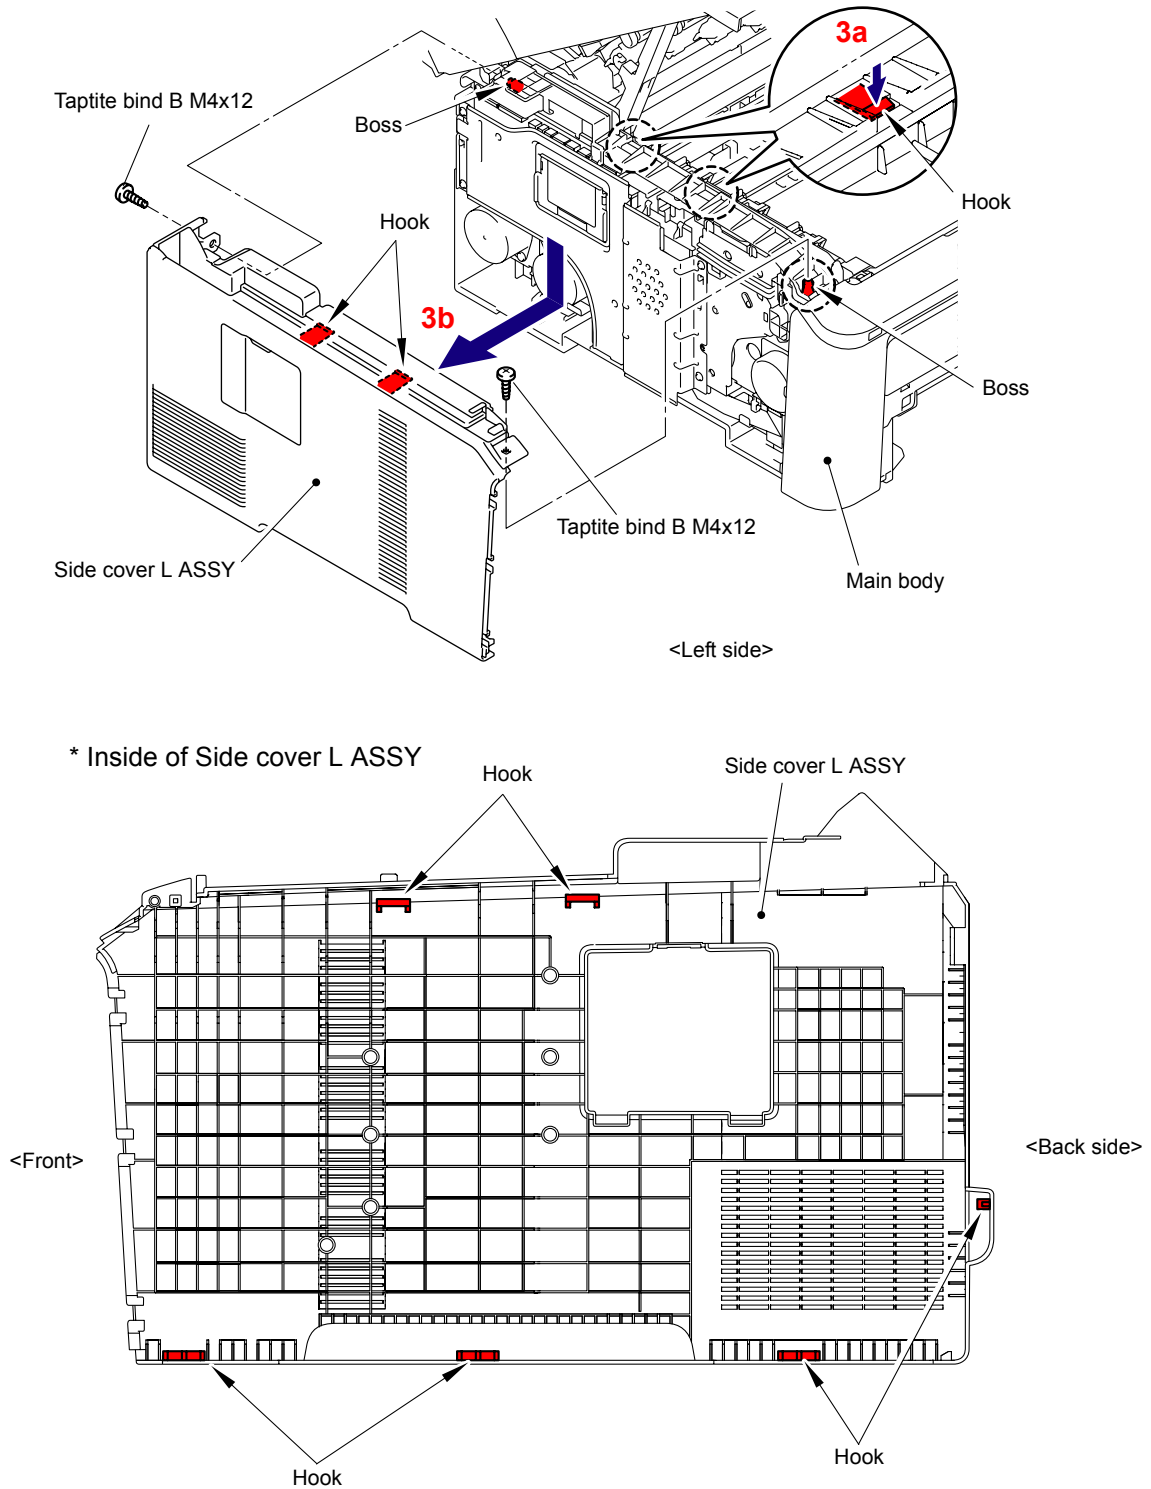 3a
Taptite bind B M4x12
Boss
Hook
Hook
3b
Boss
Taptite bind B M4x12
Side cover L ASSY
Main body
<Left side>
* Inside of Side cover L ASSY
Hook
Side cover L ASSY
<Front>
<Back side>
Hook
Hook